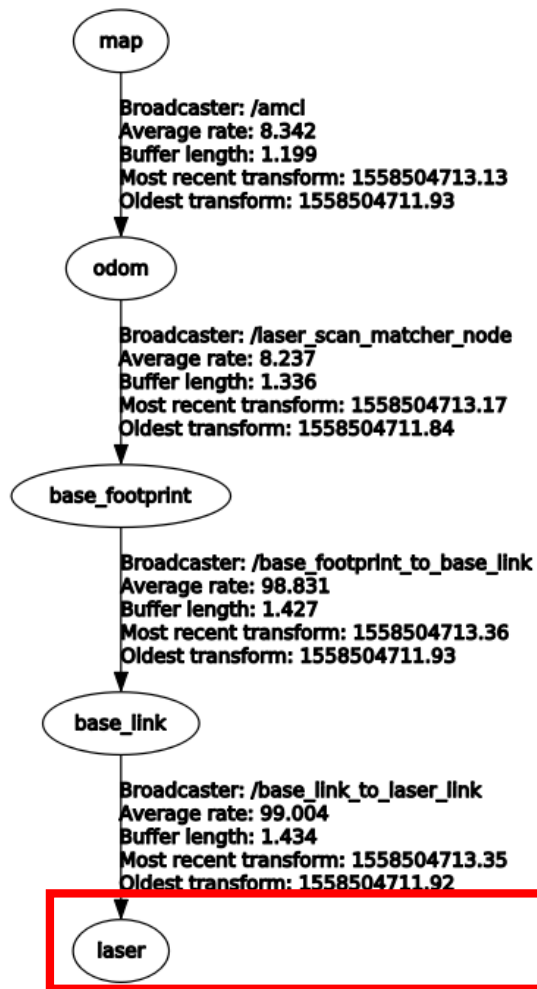 map
Broadcaster: /amcl
Average rate: 8.342
Buffer length: 1.199
Most recent transform: 1558504713.13
Oldest transform: 1558504711.93
odom
Broadcaster: /laser_scan_matcher_node
Average rate: 8.237
Buffer length: 1.336
Most recent transform: 1558504713.17
Oldest transform: 1558504711.84
base_footprint
Broadcaster: /base_footprint_to_base_link
Average rate: 98.831
Buffer length: 1.427
Most recent transform: 1558504713.36
Oldest transform: 1558504711.93
base_link
Broadcaster: /base_link_to_laser_link
Average rate: 99.004
Buffer length: 1.434
Most recent transform: 1558504713.35
Oldest transform: 1558504711.92
laser